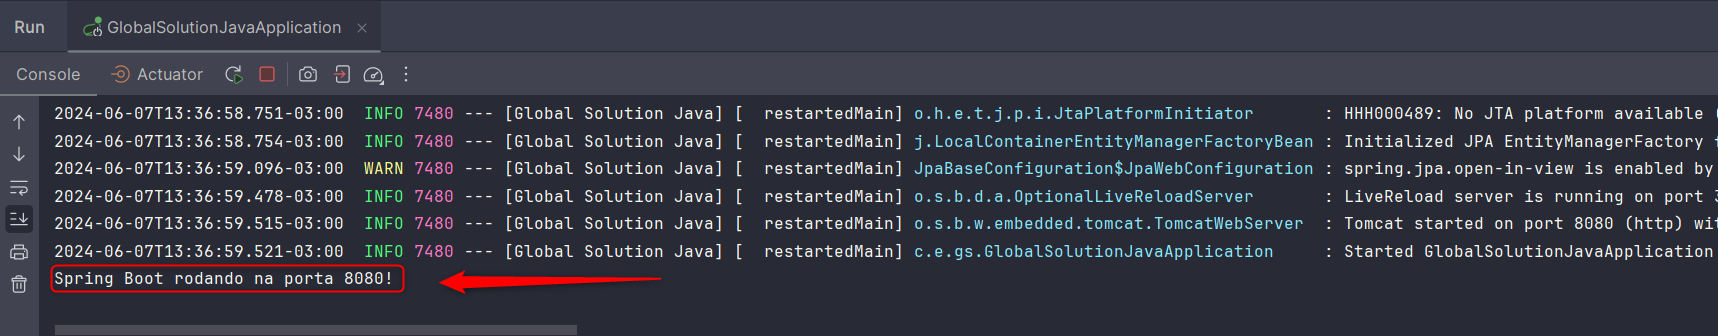 Run GlobalSolutionJavaApplication
Console Actuator
2024-06-07T13:36:58.751-03:00  INFO 7480 --- [Global Solution Java] [  restartedMain] o.h.e.t.j.p.i.JtaPlatformInitiator       : HHH000489: No JTA platform available (
2024-06-07T13:36:58.754-03:00  INFO 7480 --- [Global Solution Java] [  restartedMain] j.LocalContainerEntityManagerFactoryBean : Initialized JPA EntityManagerFactory f
2024-06-07T13:36:59.096-03:00  WARN 7480 --- [Global Solution Java] [  restartedMain] JpaBaseConfiguration$JpaWebConfiguration : spring.jpa.open-in-view is enabled by
2024-06-07T13:36:59.478-03:00  INFO 7480 --- [Global Solution Java] [  restartedMain] o.s.b.d.a.OptionalLiveReloadServer       : LiveReload server is running on port 3
2024-06-07T13:36:59.515-03:00  INFO 7480 --- [Global Solution Java] [  restartedMain] o.s.b.w.embedded.tomcat.TomcatWebServer  : Tomcat started on port 8080 (http) wit
2024-06-07T13:36:59.521-03:00  INFO 7480 --- [Global Solution Java] [  restartedMain] c.e.gs.GlobalSolutionJavaApplication     : Started GlobalSolutionJavaApplication
Spring Boot rodando na porta 8080!